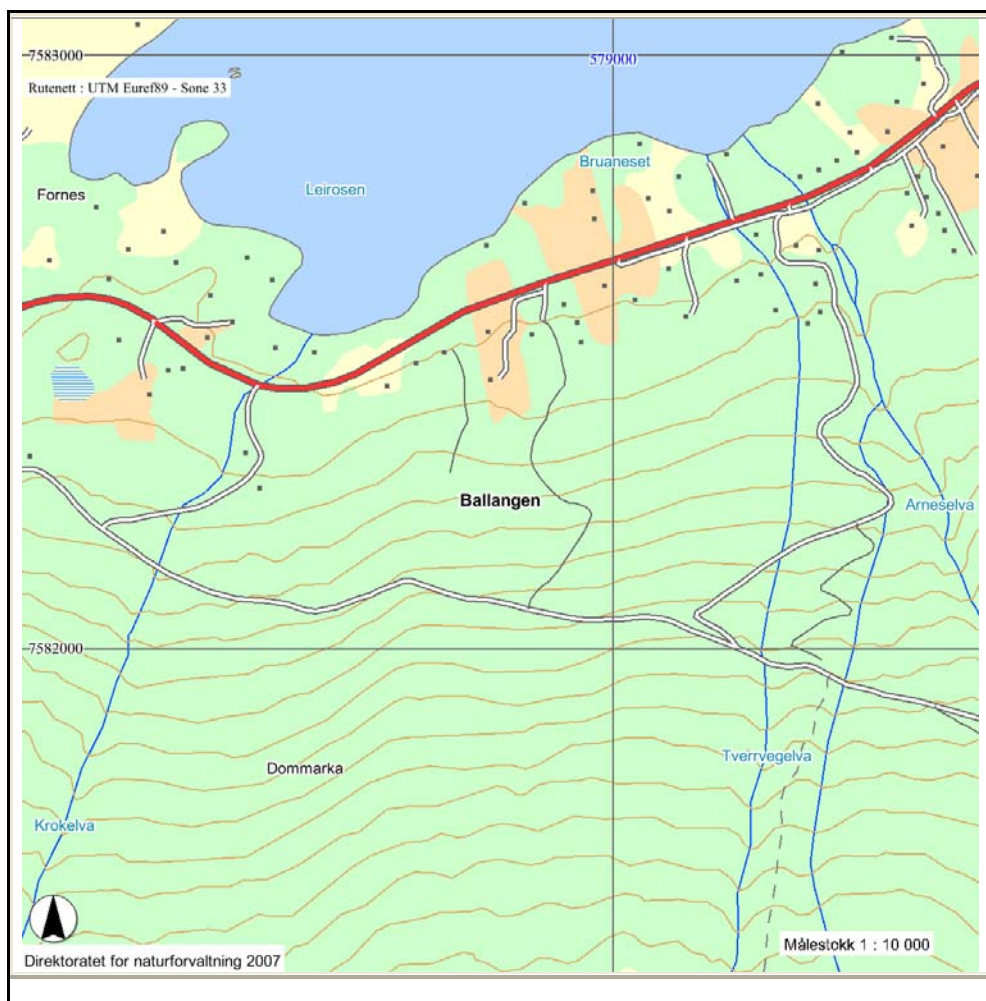 7583000
579000
Rutenett : UTM Euref89 - Sone 33
Bruaneset
Leirosen
Fornes
Ballangen
Arneselva
7582000
Tverrvegelva
Dommarka
Krokelva
Målestokk 1 : 10 000
Direktoratet for naturforvaltning 2007